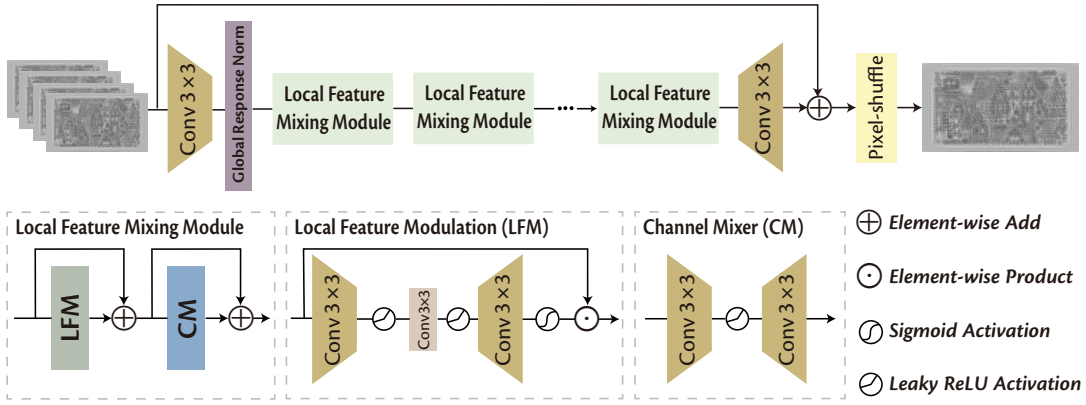 Conv 3×3
Global Response Norm
Local Feature
Mixing Module
Local Feature
Mixing Module
...
Local Feature
Mixing Module
Conv 3×3
Pixel-shuffle
Local Feature Mixing Module
LFM
CM
Local Feature Modulation (LFM)
Conv 3×3
Conv3×3
Conv 3×3
Channel Mixer (CM)
Conv 3×3
Conv 3×3
Element-wise Add
Element-wise Product
Sigmoid Activation
Leaky ReLU Activation